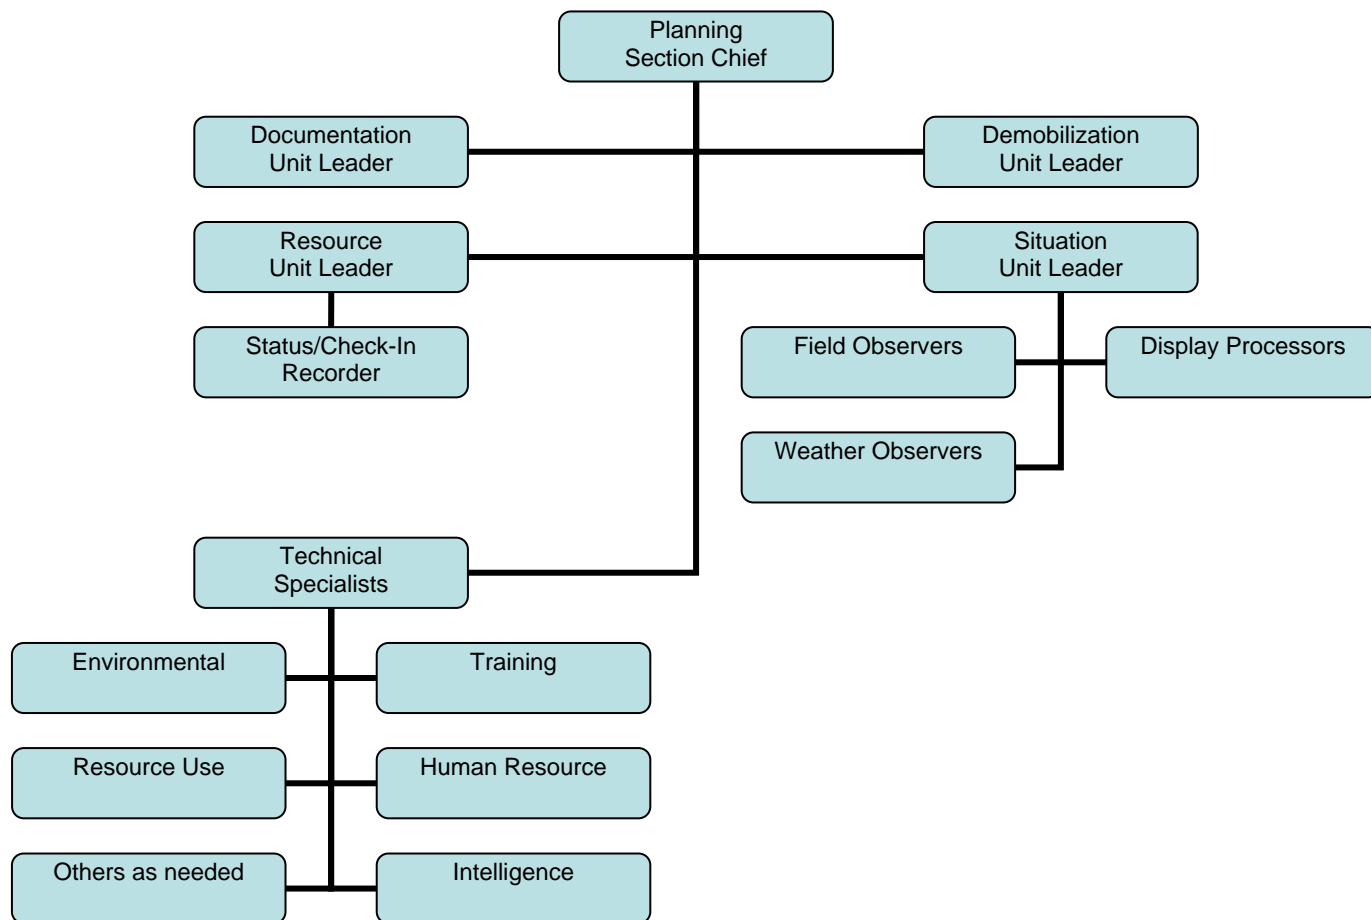 Planning
Section Chief
Documentation
Unit Leader
Demobilization
Unit Leader
Resource
Unit Leader
Situation
Unit Leader
Status/Check-In
Recorder
Field Observers
Display Processors
Weather Observers
Technical
Specialists
Environmental
Training
Resource Use
Human Resource
Others as needed
Intelligence